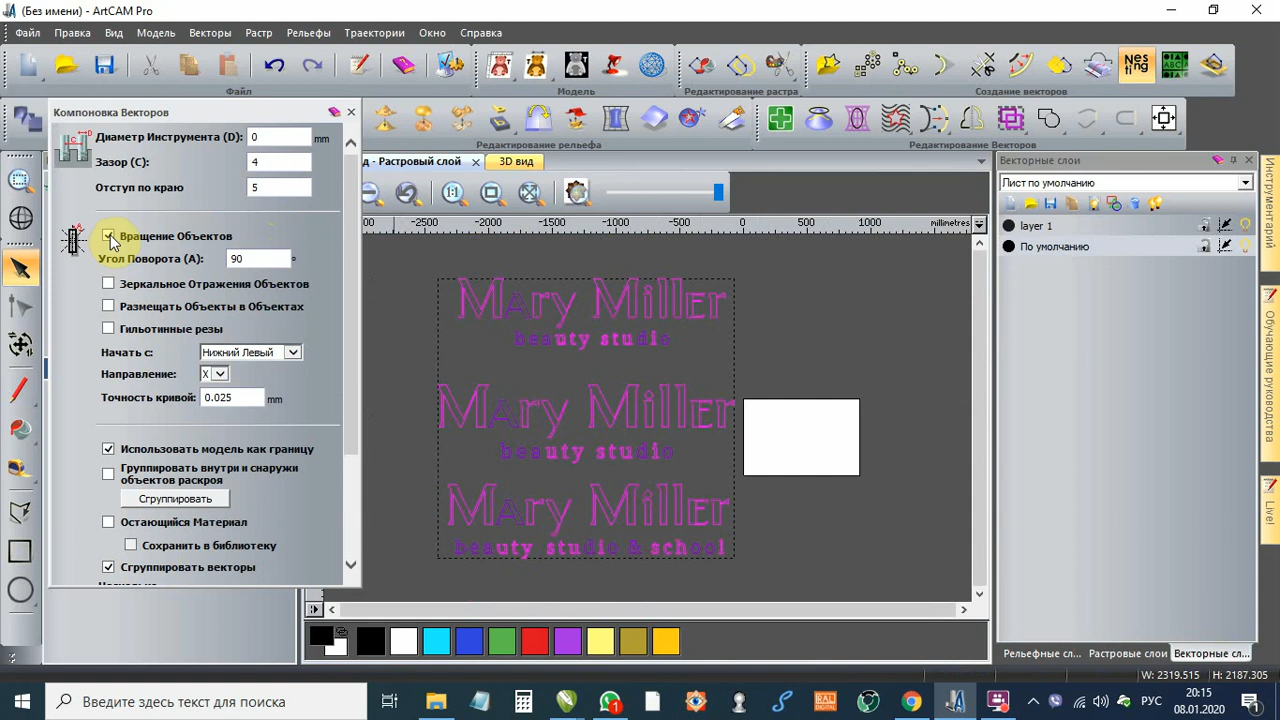 (Без имени) - ArtCAM Pro
Файл Правка Вид Модель Векторы Растр Рельефы Траектории Окно Справка
Nes
ting
Файл Модель Редактирование растра Создание векторов
Компоновка Векторов
Редактирование рельефа Редактирование Векторов
Диаметр Инструмента (D): 0 mm
Зазор (C): 4
Отступ по краю 5
Вращение Объектов
Угол Поворота (A): 90 °
Зеркальное Отражения Объектов
Размещать Объекты в Объектах
Гильотинные резы
Начать с: Нижний Левый
Направление: X
Точность кривой: 0.025 mm
Использовать модель как границу
Группировать внутри и снаружи
объектов раскроя
Сгруппировать
Остающийся Материал
Сохранить в библиотеку
Сгруппировать векторы
д - Растровый слой 3D вид
1:1
-2500 -2000 -1500 -1000 -500 0 500 1000 миллиметров
Mary Miller
beauty studio
Mary Miller
beauty studio
Mary Miller
beauty studio & school
Векторные слои
Лист по умолчанию
layer 1
По умолчанию
Инструменты
Обучающие руководства
Live!
Рельефные сл... Растровые слои Векторные сл...
W: 2319.515 H: 2187.305
Введите здесь текст для поиска
РУС
20:15
08.01.2020